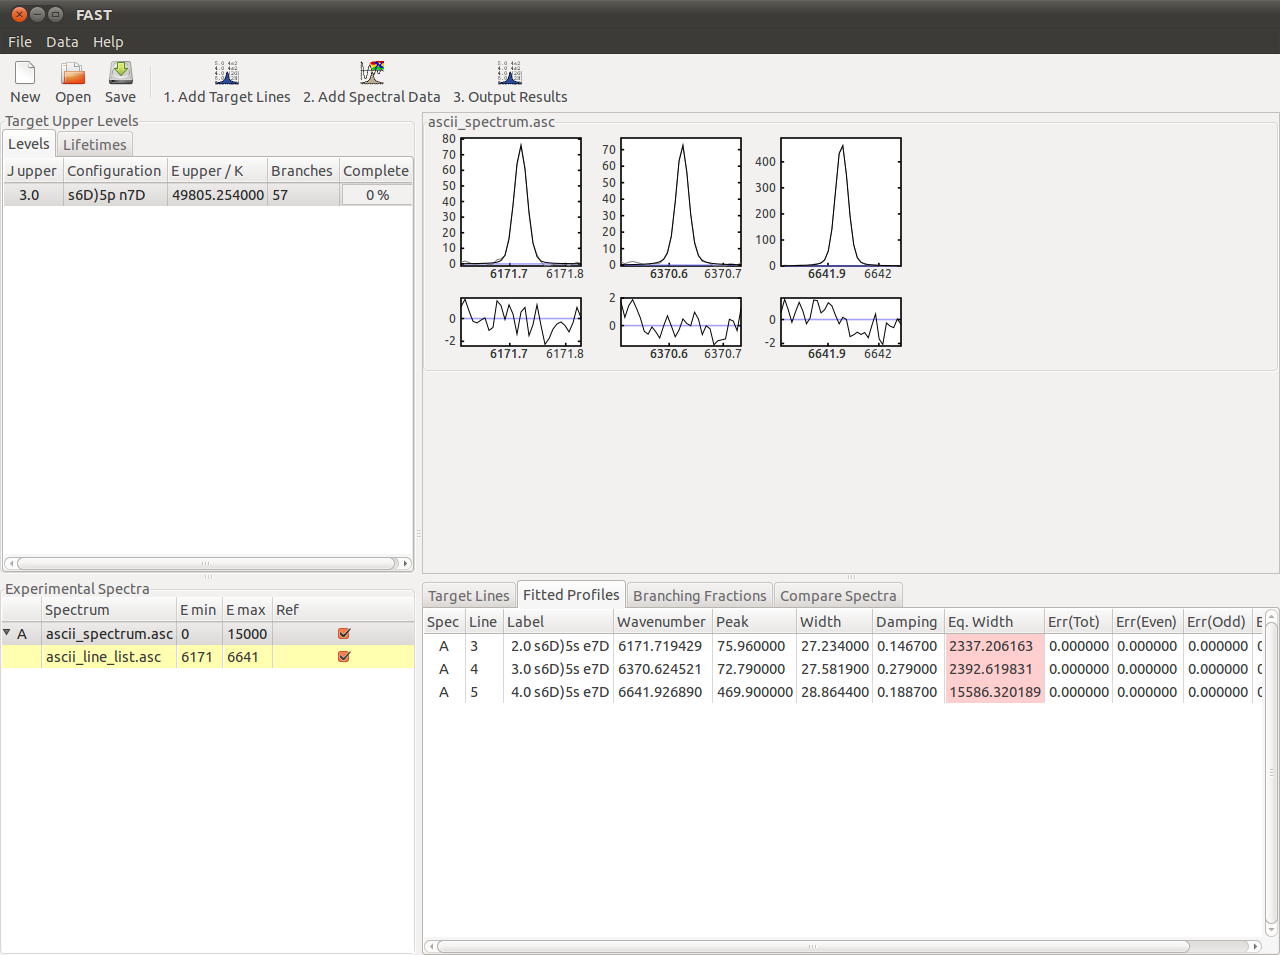 FAST
File Data Help
New Open Save 1. Add Target Lines 2. Add Spectral Data 3. Output Results
Target Upper Levels
Levels Lifetimes
J upper Configuration E upper / K Branches Complete
3.0 s6D)5p n7D 49805.254000 57 0 %
ascii_spectrum.asc
80
70
60
50
40
30
20
10
0
6171.7 6171.8
70
60
50
40
30
20
10
0
6370.6 6370.7
400
300
200
100
0
6641.9 6642
0
-2
6171.7 6171.8
2
0
6370.6 6370.7
0
-2
6641.9 6642
Experimental Spectra
Spectrum E min E max Ref
A ascii_spectrum.asc 0 15000
ascii_line_list.asc 6171 6641
Target Lines Fitted Profiles Branching Fractions Compare Spectra
Spec Line Label Wavenumber Peak Width Damping Eq. Width Err(Tot) Err(Even) Err(Odd) E
A 3 2.0 s6D)5s e7D 6171.719429 75.960000 27.234000 0.146700 2337.206163 0.000000 0.000000 0.000000 0
A 4 3.0 s6D)5s e7D 6370.624521 72.790000 27.581900 0.279000 2392.619831 0.000000 0.000000 0.000000 0
A 5 4.0 s6D)5s e7D 6641.926890 469.900000 28.864400 0.188700 15586.320189 0.000000 0.000000 0.000000 0